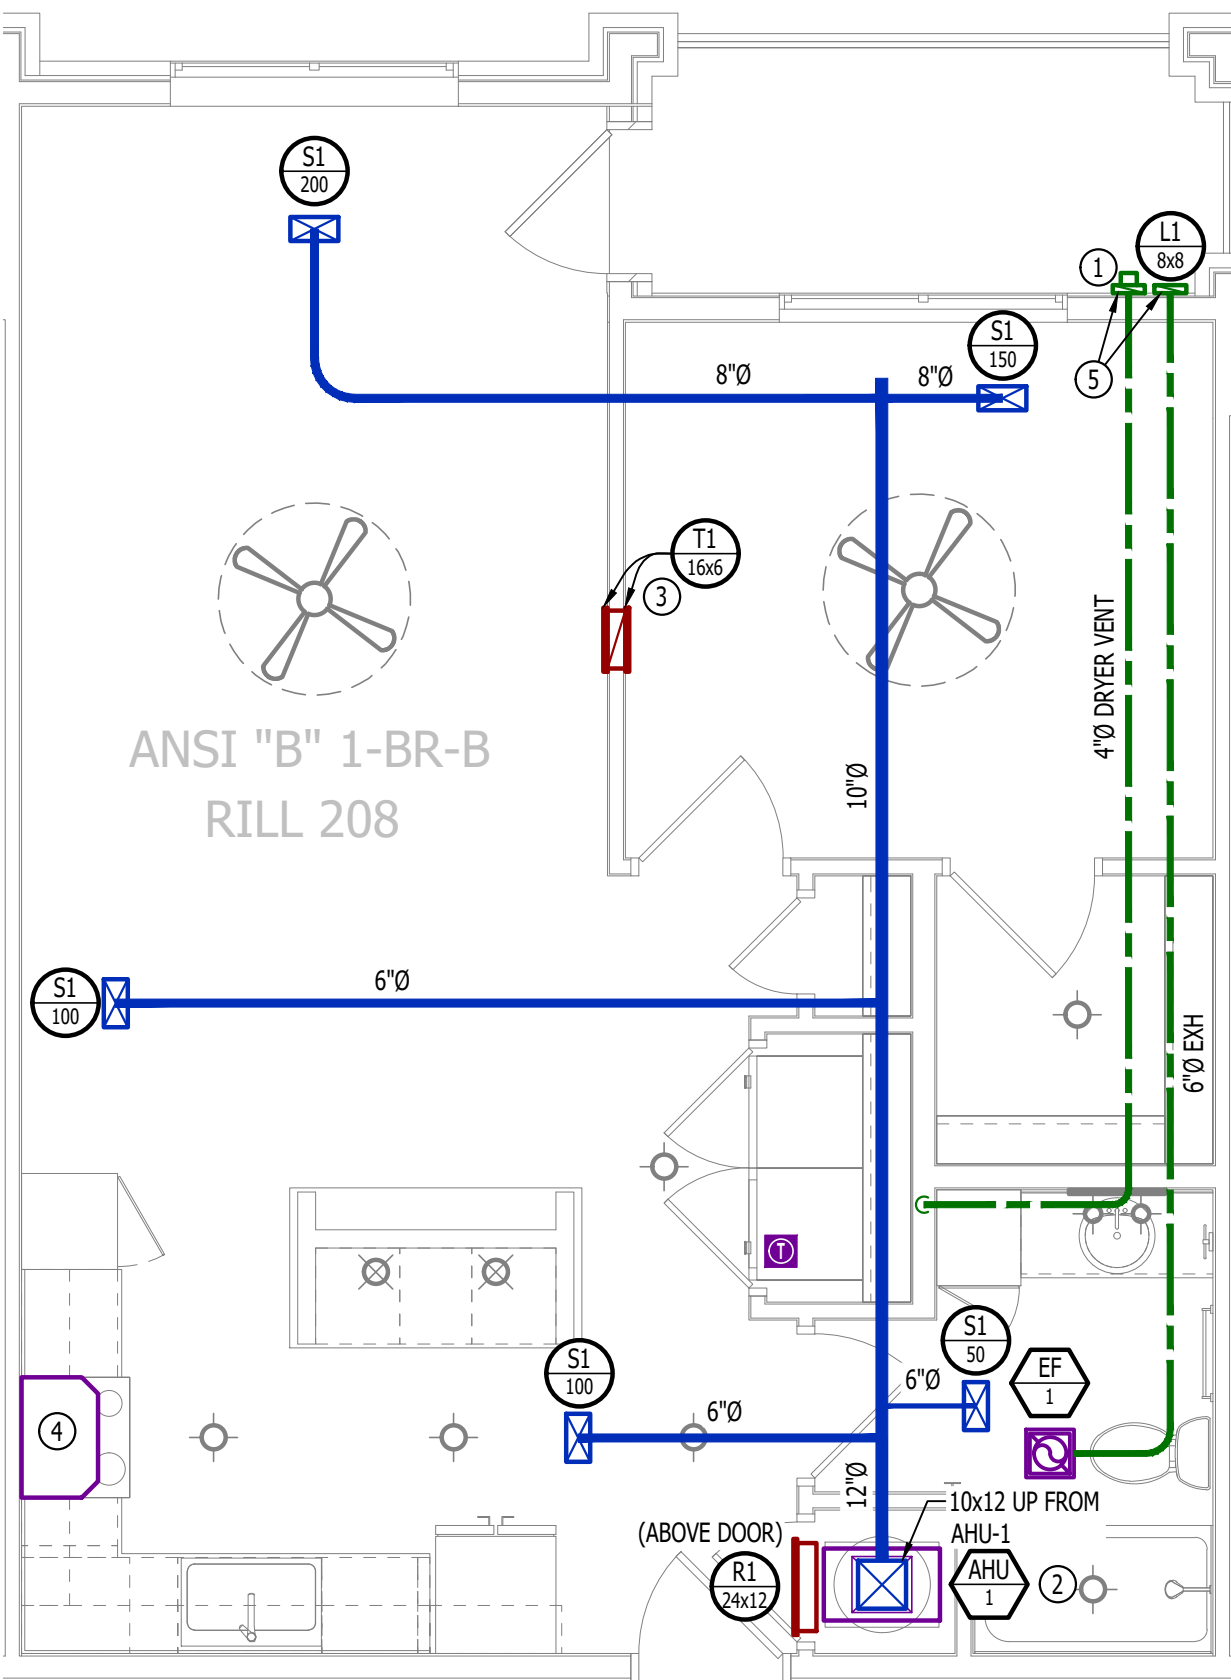 S1
200
L1
8x8
1
S1
150
5
8"Ø
8"Ø
T1
16x6
3
4"Ø DRYER VENT
ANSI "B" 1-BR-B
RILL 208
10"Ø
S1
100
6"Ø
6"Ø EXH
T
S1
50
S1
100
6"Ø
EF
1
6"Ø
4
12"Ø
10x12 UP FROM
AHU-1
(ABOVE DOOR)
R1
24x12
AHU
1
2